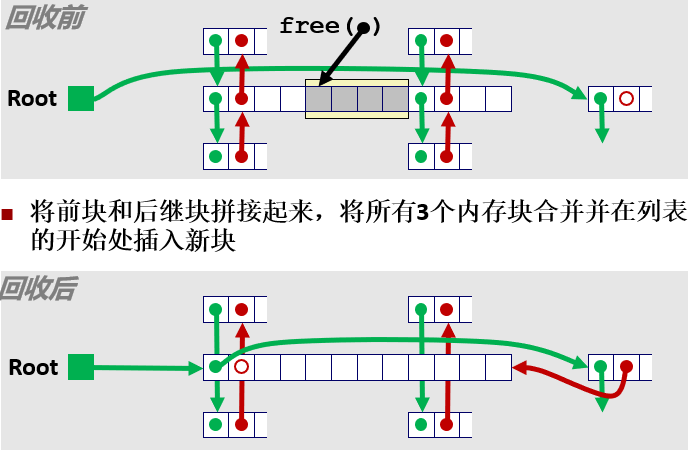 回收前
free( )
Root
将前块和后继块拼接起来，将所有3个内存块合并并在列表
的开始处插入新块
回收后
Root